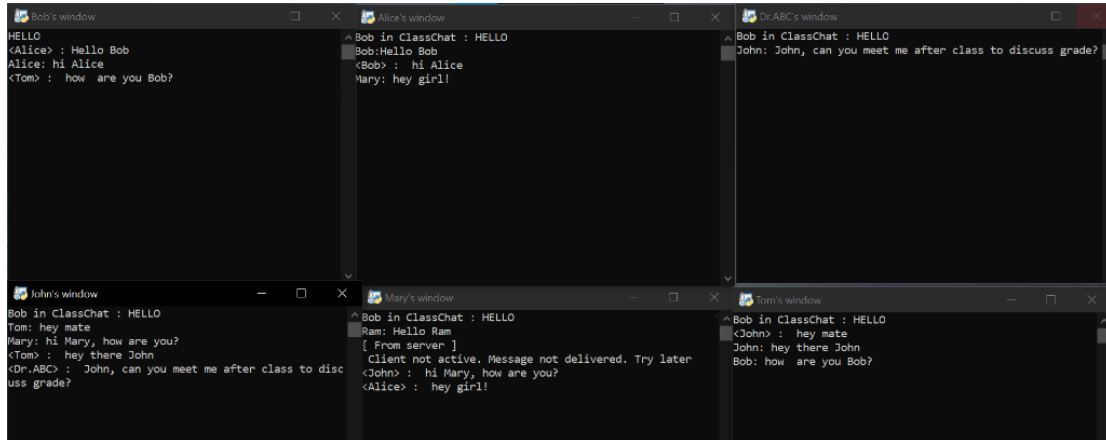 Bob's window
HELLO
<Alice> : Hello Bob
Alice: hi Alice
<Tom> :  how  are you Bob?
Alice's window
Bob in ClassChat : HELLO
Bob:Hello Bob
<Bob> :  hi Alice
Mary: hey girl!
Dr.ABC's window
Bob in ClassChat : HELLO
John: John, can you meet me after class to discuss grade?
John's window
Bob in ClassChat : HELLO
Tom: hey mate
Mary: hi Mary, how are you?
<Tom> :  hey there John
<Dr.ABC> :  John, can you meet me after class to disc
uss grade?
Mary's window
Bob in ClassChat : HELLO
Ram: Hello Ram
[ From server ]
 Client not active. Message not delivered. Try later
<John> :  hi Mary, how are you?
<Alice> :  hey girl!
Tom's window
Bob in ClassChat : HELLO
<John> :  hey mate
John: hey there John
Bob: how  are you Bob?